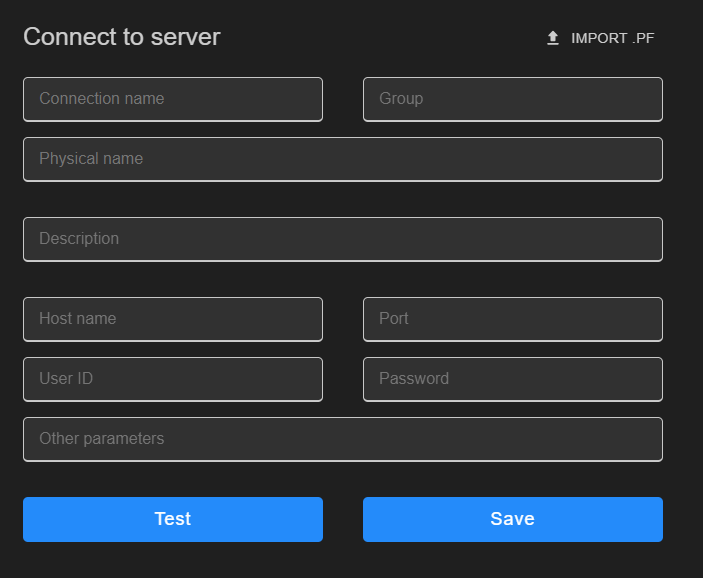 Connect to server
IMPORT .PF
Connection name
Group
Physical name
Description
Host name
Port
User ID
Password
Other parameters
Test
Save